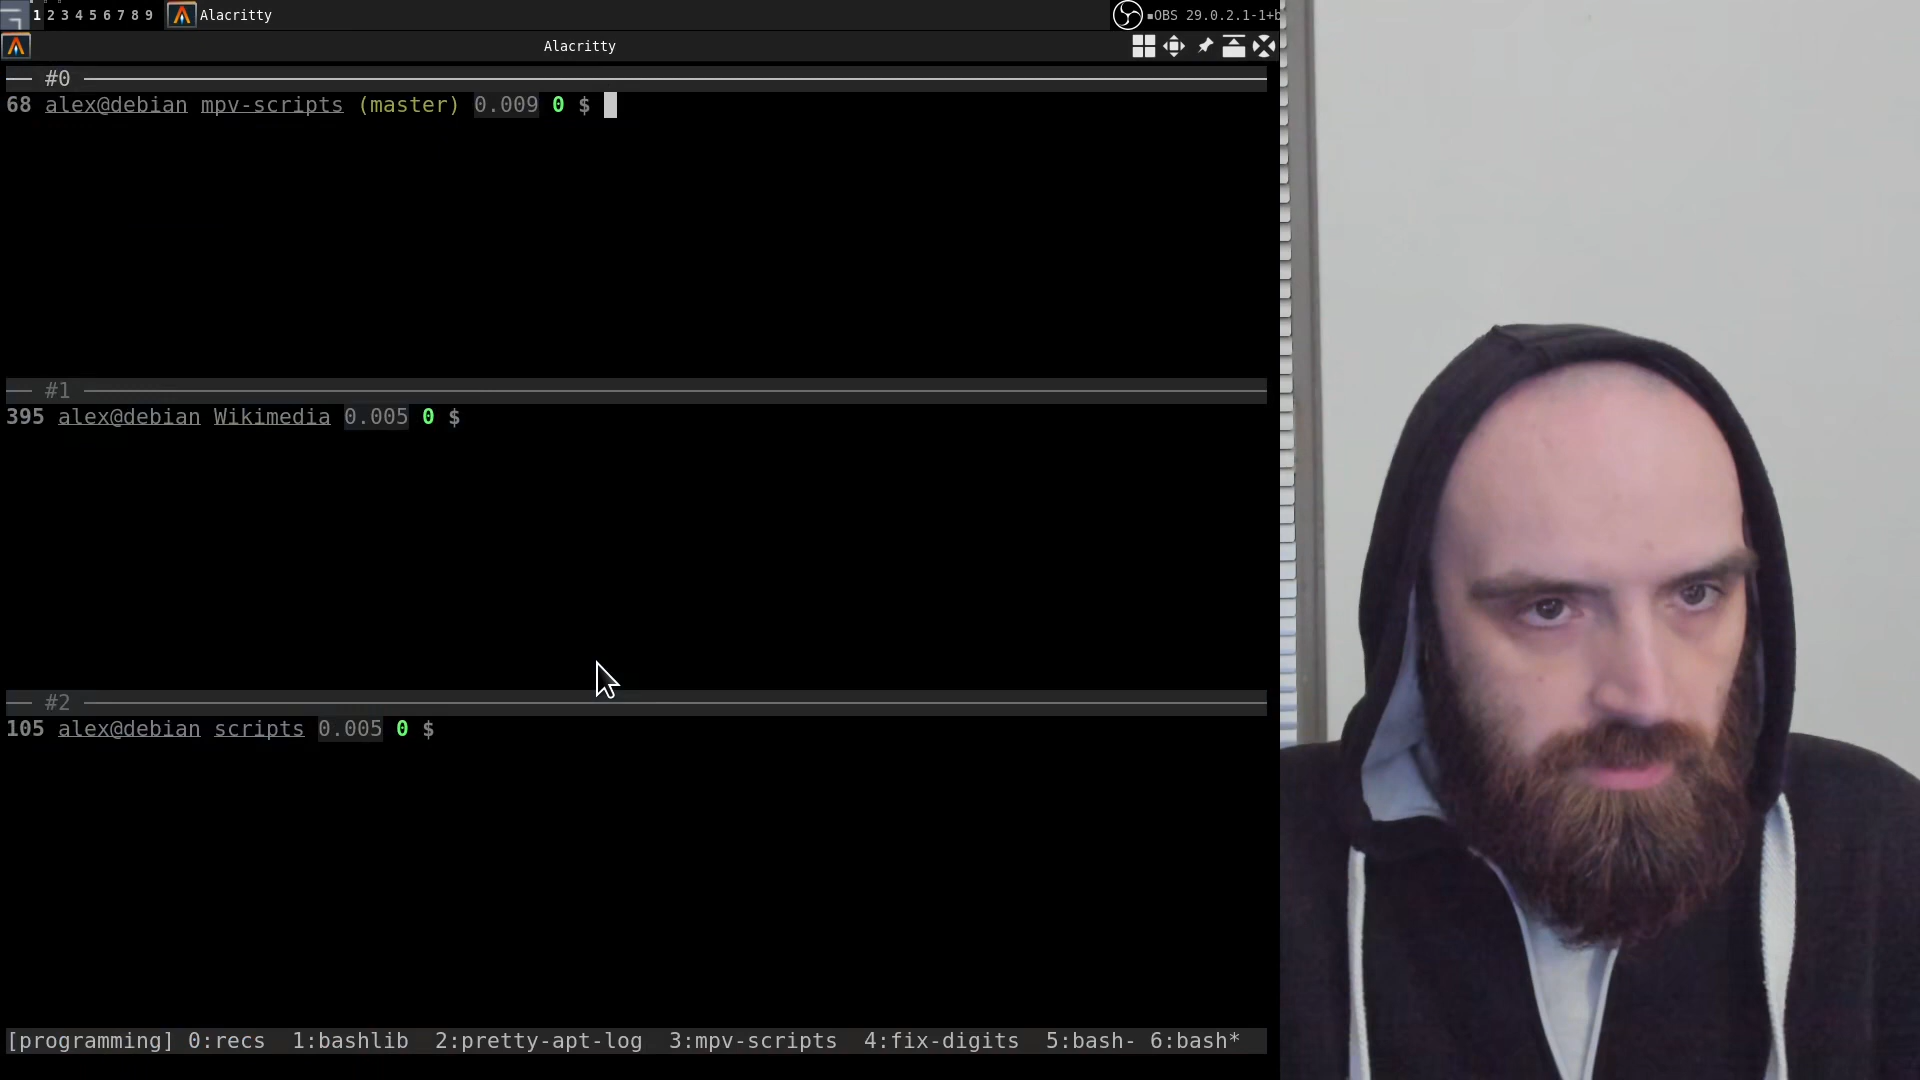 1 2 3 4 5 6 7 8 9 Alacritty OBS 29.0.2.1-1+b
Alacritty
#0
68 alex@debian mpv-scripts (master) 0.009 0 $
#1
395 alex@debian Wikimedia 0.005 0 $
#2
105 alex@debian scripts 0.005 0 $
[programming] 0:recs 1:bashlib 2:pretty-apt-log 3:mpv-scripts 4:fix-digits 5:bash- 6:bash*